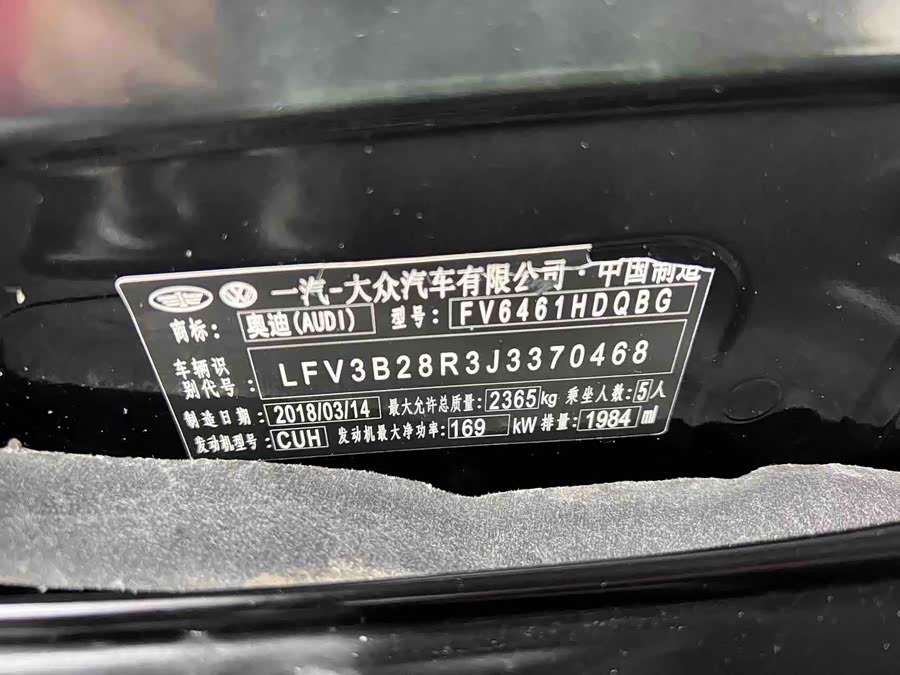 一汽-大众汽车有限公司·中国制造
商标: 奥迪(AUDI) 型号: FV6461HDQBG
车辆识
别代号: LFV3B28R3J3370468
制造日期: 2018/03/14 最大允许总质量: 2365kg 乘坐人数: 5人
发动机型号: CUH 发动机最大净功率: 169 kW 排量: 1984 ml